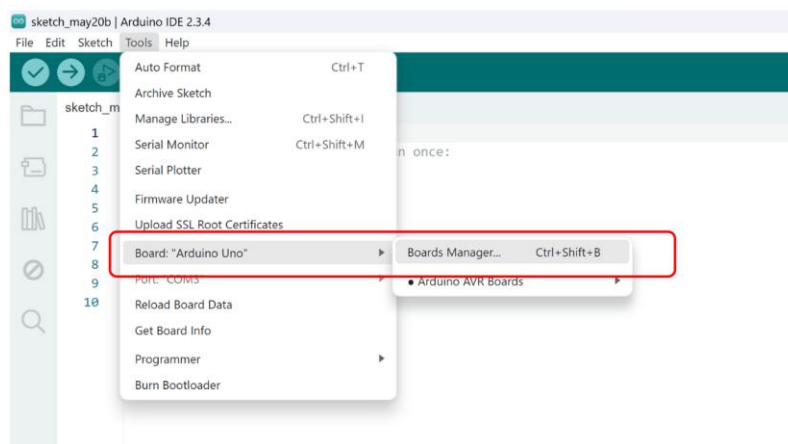 sketch_may20b | Arduino IDE 2.3.4
File Edit Sketch Tools Help
sketch_m
1
2
3
4
5
6
7
8
9
10
n once:
Auto Format Ctrl+T
Archive Sketch
Manage Libraries... Ctrl+Shift+I
Serial Monitor Ctrl+Shift+M
Serial Plotter
Firmware Updater
Upload SSL Root Certificates
Board: "Arduino Uno"
Port: "COM3"
Reload Board Data
Get Board Info
Programmer
Burn Bootloader
Boards Manager... Ctrl+Shift+B
● Arduino AVR Boards